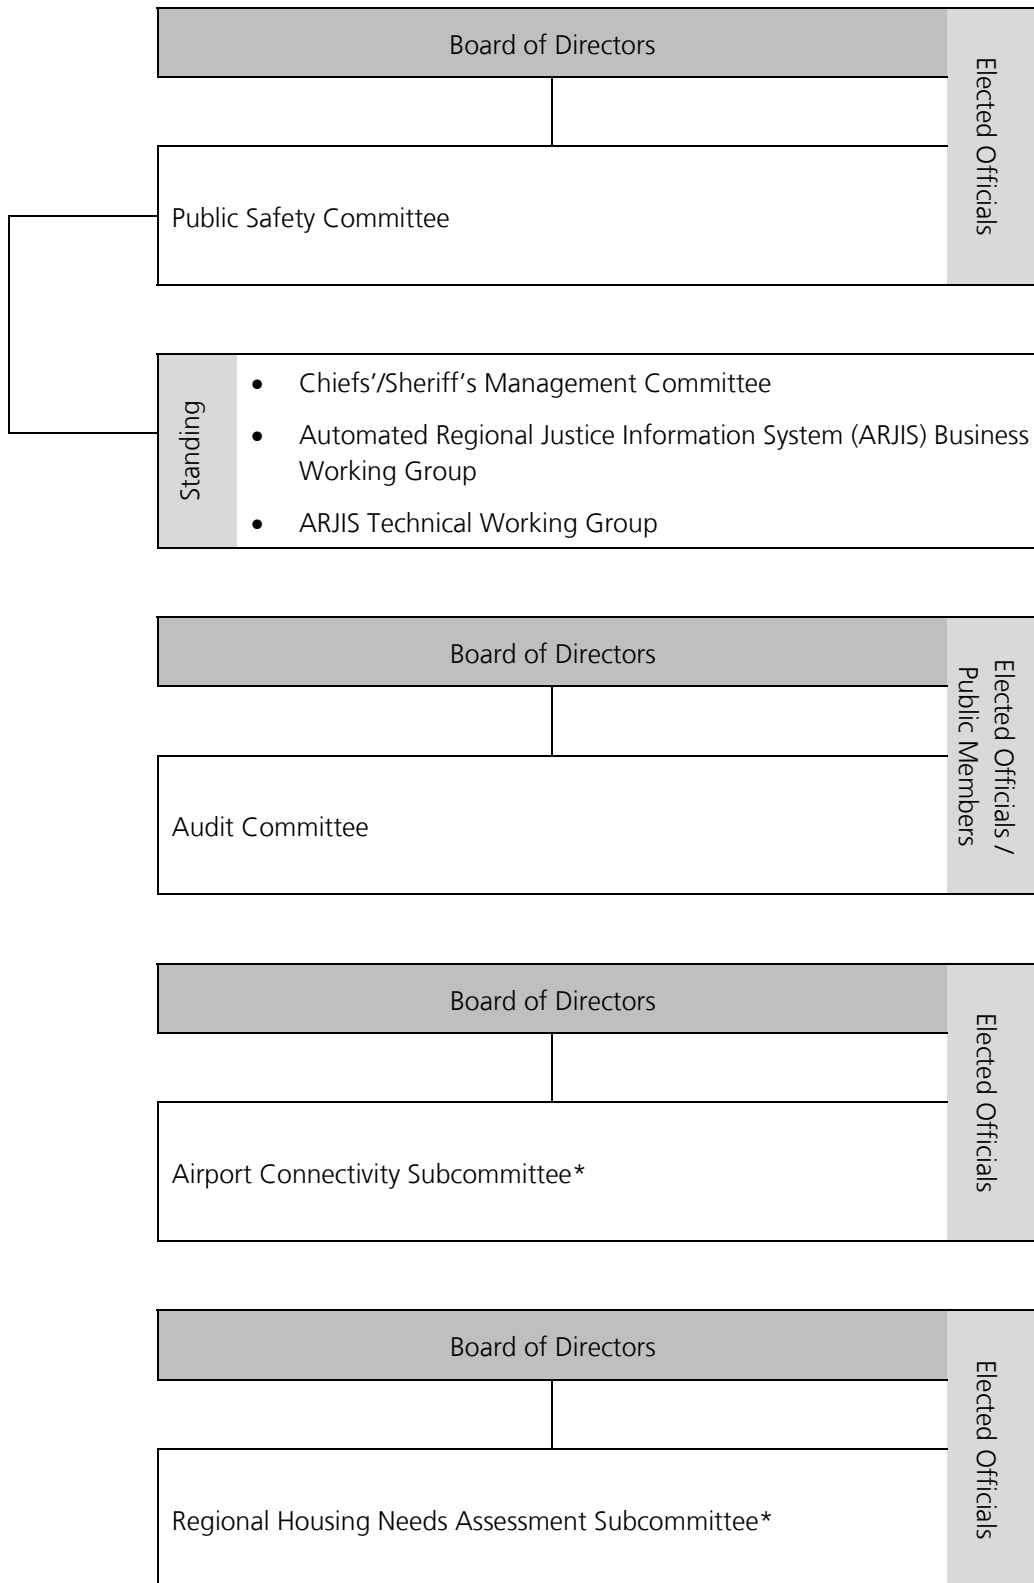 Board of Directors
Elected Officials
Public Safety Committee
Standing
• Chiefs’/Sheriff’s Management Committee
• Automated Regional Justice Information System (ARJIS) Business
Working Group
• ARJIS Technical Working Group
Board of Directors
Elected Officials /
Public Members
Audit Committee
Board of Directors
Elected Officials
Airport Connectivity Subcommittee*
Board of Directors
Elected Officials
Regional Housing Needs Assessment Subcommittee*